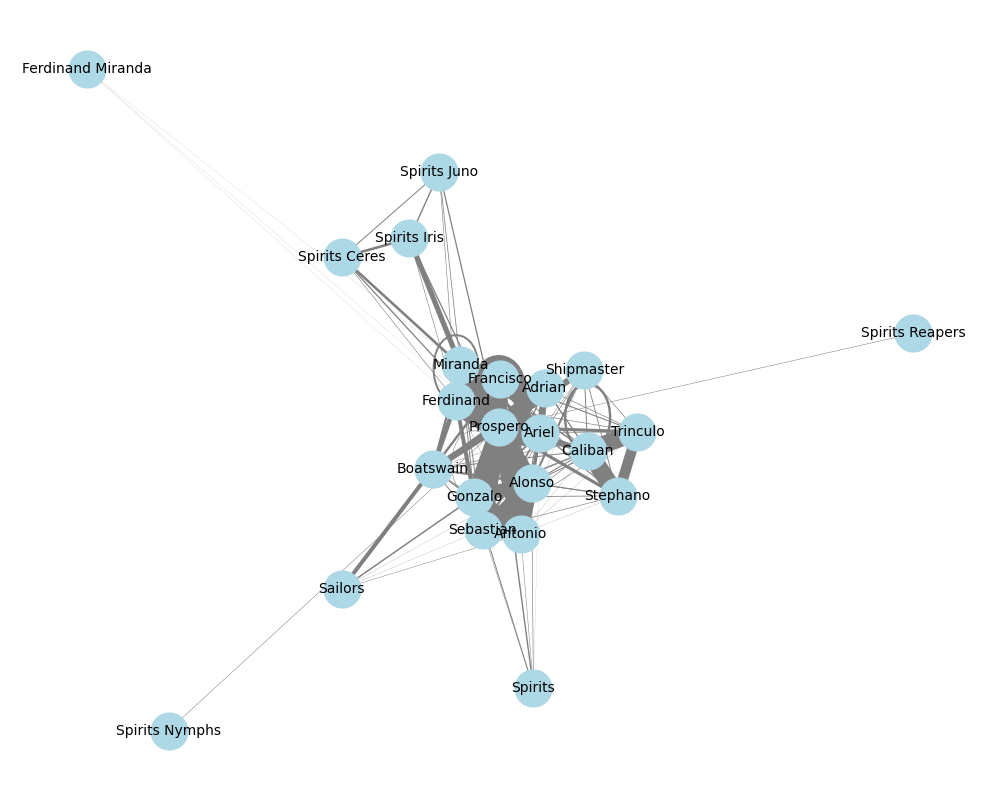 Ferdinand Miranda
Spirits Juno
Spirits Iris
Spirits Ceres
Spirits Reapers
Miranda
Shipmaster
Francisco
Adrian
Ferdinand
Prospero
Ariel
Trinculo
Caliban
Boatswain
Alonso
Gonzalo
Stephano
Sebastian
Antonio
Sailors
Spirits
Spirits Nymphs